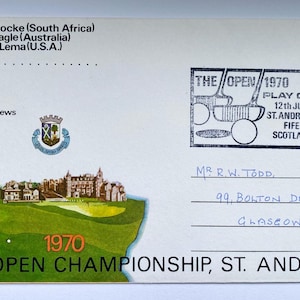 ocke (South Africa)
agle (Australia)
Lema (U.S.A.)
ews
THE OPEN 1970
PLAY O
12th JU
ST. ANDR
FIFE
SCOTLA
Mr R.W. TODD,
99, BOLTON D
GLASGOW
1970
OPEN CHAMPIONSHIP, ST. AND